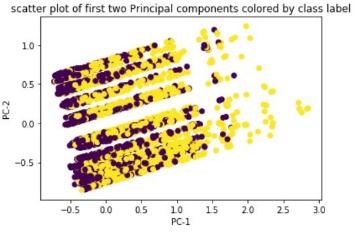 scatter plot of first two Principal components colored by class label
PC-2
1.0
0.5
0.0
−0.5
−0.5 0.0 0.5 1.0 1.5 2.0 2.5 3.0
PC-1